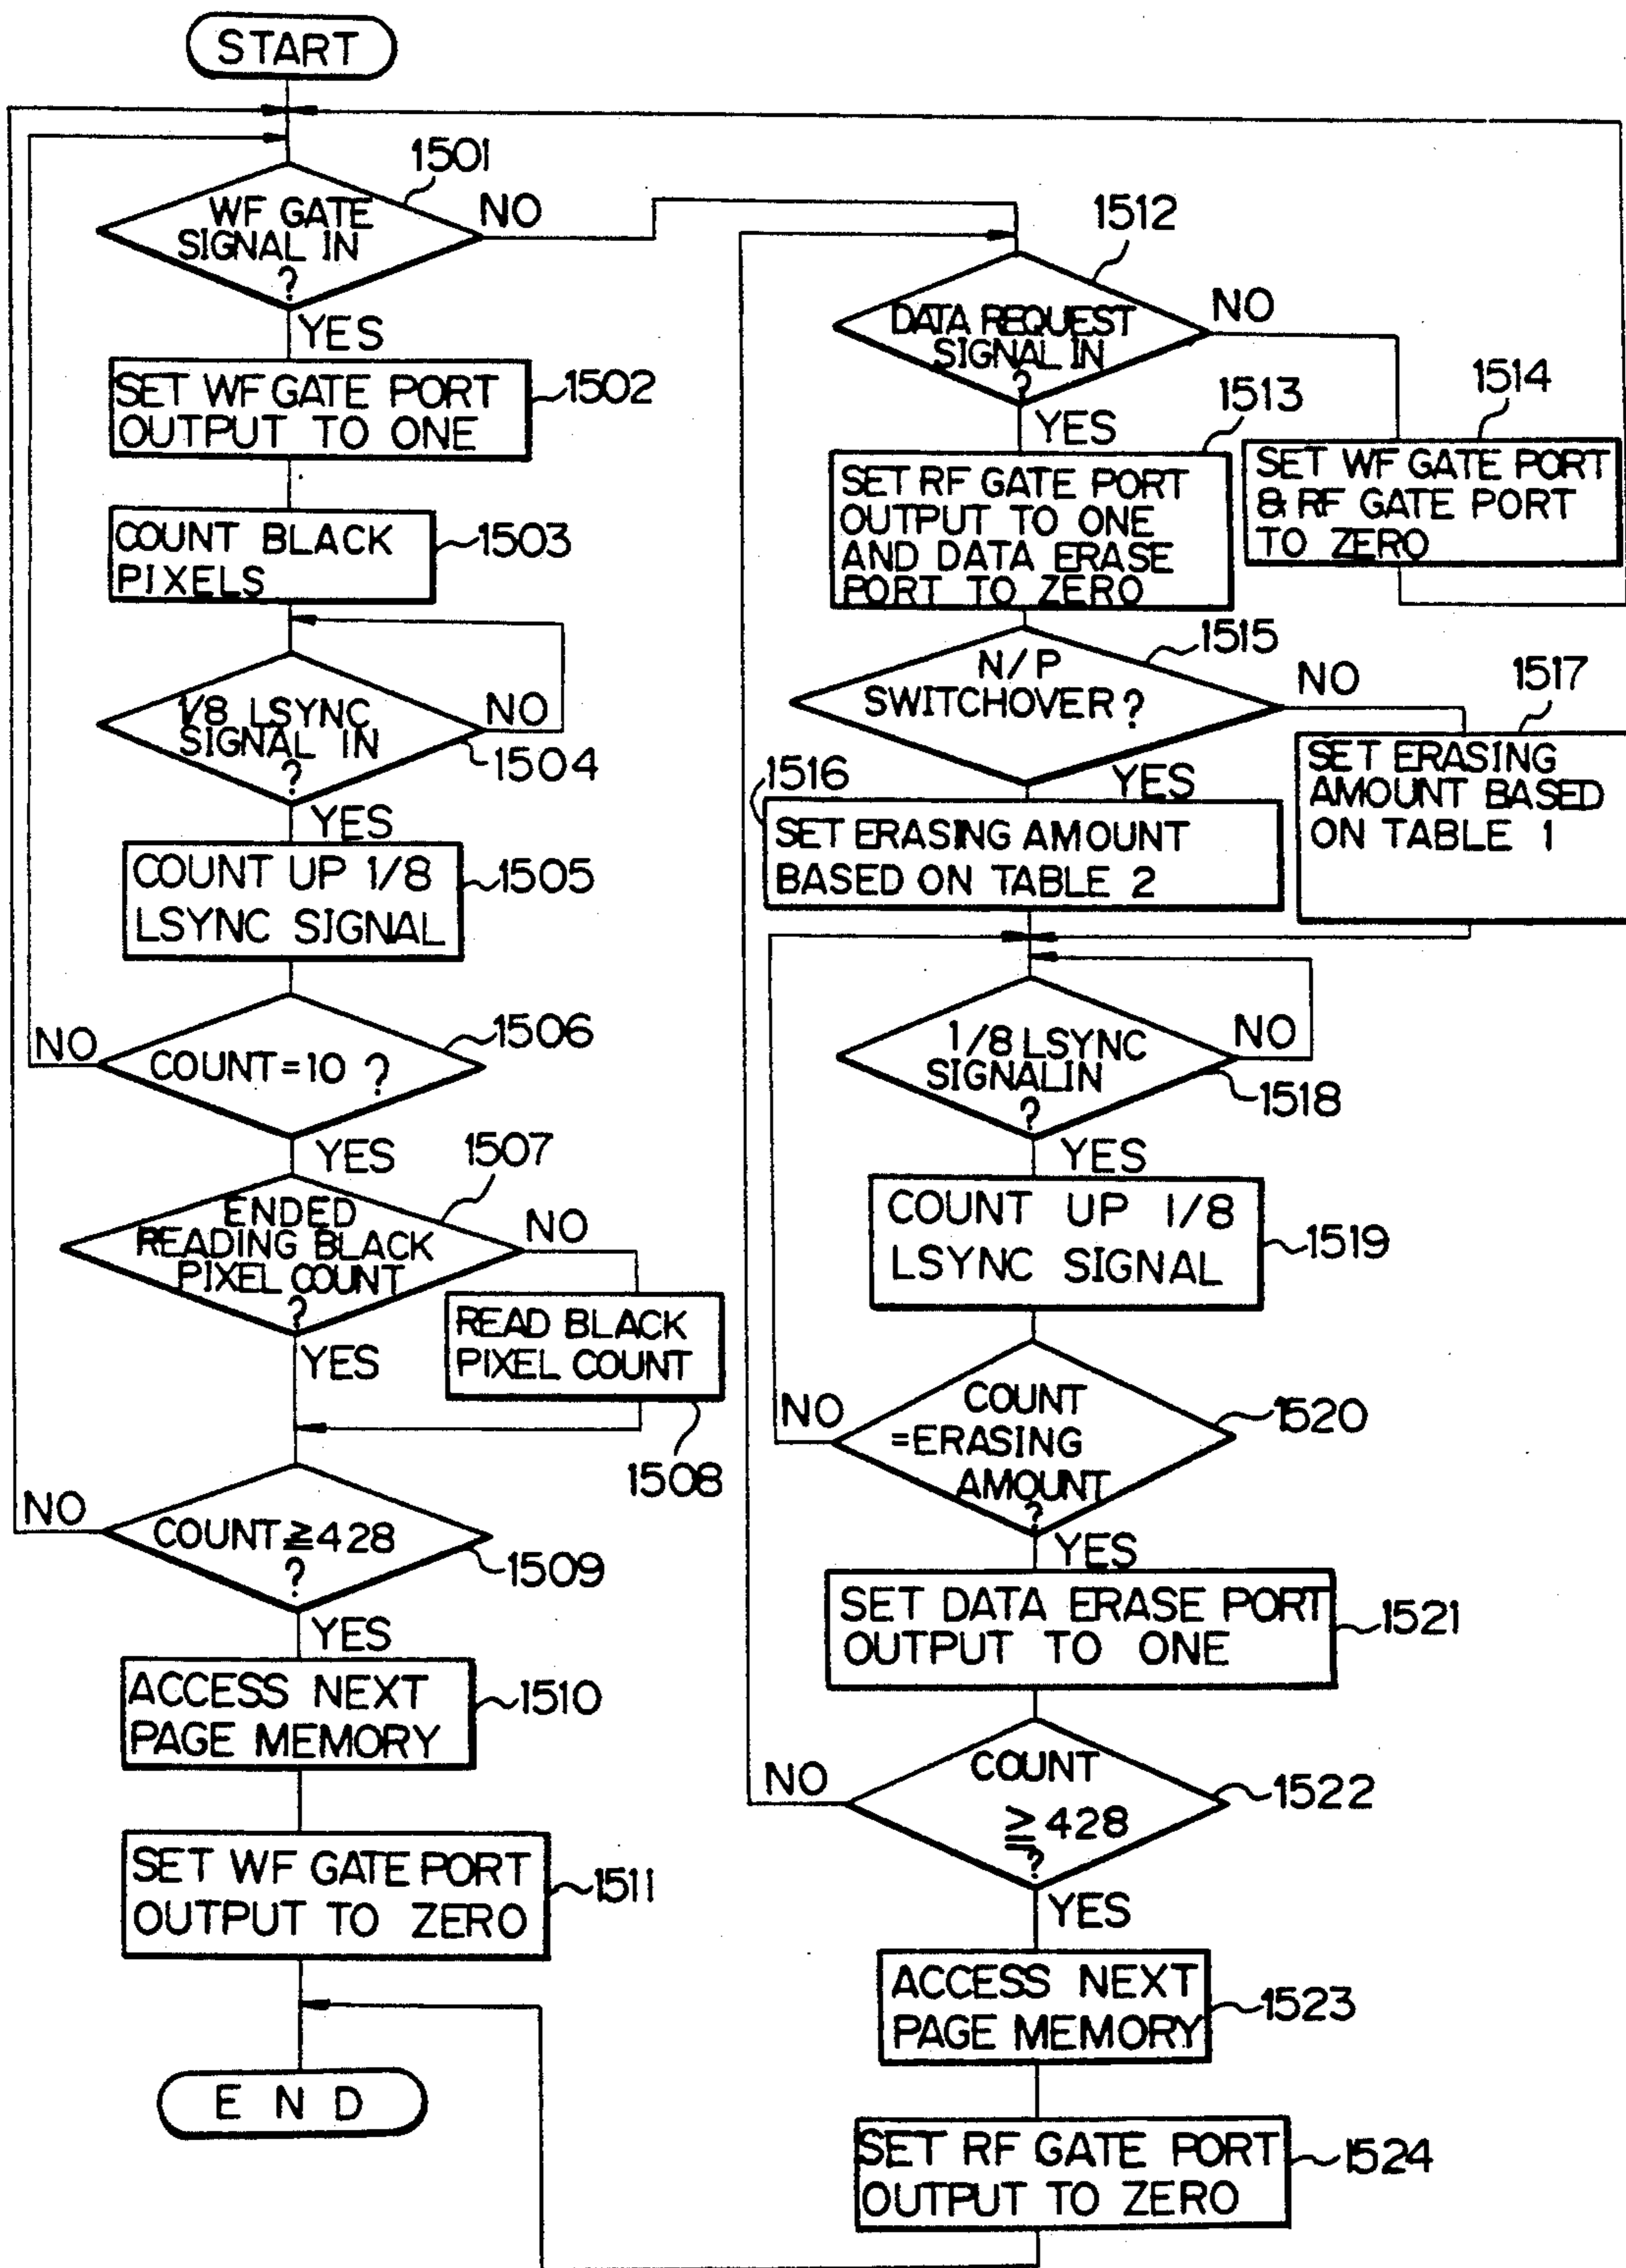 START
1501
WF GATE
SIGNAL IN
?
NO
YES
SET WF GATE PORT
OUTPUT TO ONE
1502
COUNT BLACK
PIXELS
1503
1/8 LSYNC
SIGNAL IN
?
NO
1504
YES
COUNT UP 1/8
LSYNC SIGNAL
1505
COUNT=10 ?
1506
NO
YES
1507
ENDED
READING BLACK
PIXEL COUNT
?
NO
YES
READ BLACK
PIXEL COUNT
1508
COUNT≧428
?
1509
NO
YES
ACCESS NEXT
PAGE MEMORY
1510
SET WF GATE PORT
OUTPUT TO ZERO
1511
E N D
1512
DATA REQUEST
SIGNAL IN
?
NO
YES
1513
SET RF GATE PORT
OUTPUT TO ONE
AND DATA ERASE
PORT TO ZERO
1514
SET WF GATE PORT
& RF GATE PORT
TO ZERO
1515
N/P
SWITCHOVER?
NO
YES
1516
SET ERASING AMOUNT
BASED ON TABLE 2
1517
SET ERASING
AMOUNT BASED
ON TABLE 1
1/8 LSYNC
SIGNALIN
?
NO
1518
YES
COUNT UP 1/8
LSYNC SIGNAL
1519
COUNT
=ERASING
AMOUNT
?
1520
NO
YES
SET DATA ERASE PORT
OUTPUT TO ONE
1521
COUNT
≧428
?
1522
NO
YES
ACCESS NEXT
PAGE MEMORY
1523
SET RF GATE PORT
OUTPUT TO ZERO
1524